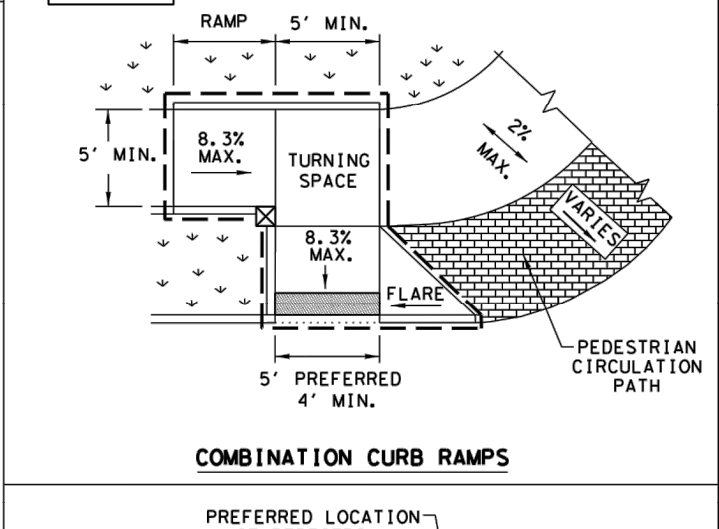 RAMP
5' MIN.
5' MIN.
8.3%
MAX.
TURNING
SPACE
2%
MAX.
VARIES
8.3%
MAX.
FLARE
5' PREFERRED
4' MIN.
PEDESTRIAN
CIRCULATION
PATH
COMBINATION CURB RAMPS
PREFERRED LOCATION